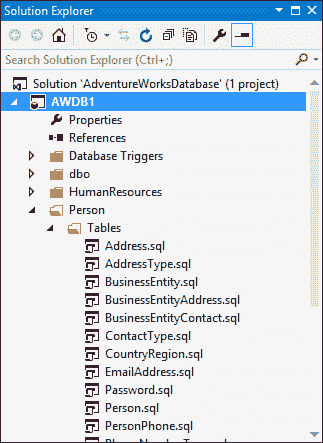 Solution Explorer
Search Solution Explorer (Ctrl+;)
Solution 'AdventureWorksDatabase' (1 project)
AWDB1
Properties
References
Database Triggers
dbo
HumanResources
Person
Tables
Address.sql
AddressType.sql
BusinessEntity.sql
BusinessEntityAddress.sql
BusinessEntityContact.sql
ContactType.sql
CountryRegion.sql
EmailAddress.sql
Password.sql
Person.sql
PersonPhone.sql